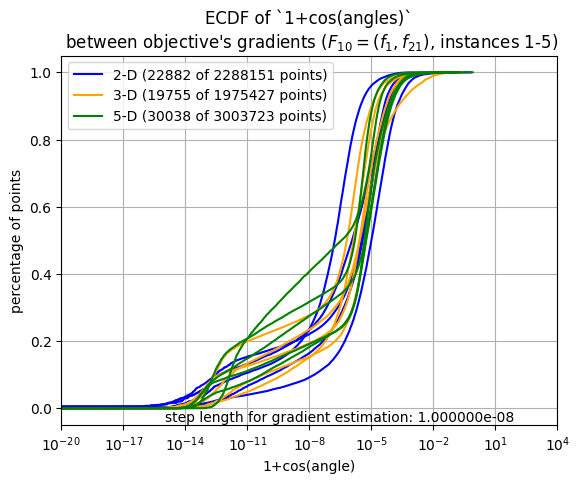 ECDF of `1+cos(angles)`
between objective's gradients (F₁₀ = (f₁, f₂₁), instances 1-5)
2-D (22882 of 2288151 points)
3-D (19755 of 1975427 points)
5-D (30038 of 3003723 points)
percentage of points
1.0
0.8
0.6
0.4
0.2
0.0
step length for gradient estimation: 1.000000e-08
10⁻²⁰ 10⁻¹⁷ 10⁻¹⁴ 10⁻¹¹ 10⁻⁸ 10⁻⁵ 10⁻² 10¹ 10⁴
1+cos(angle)